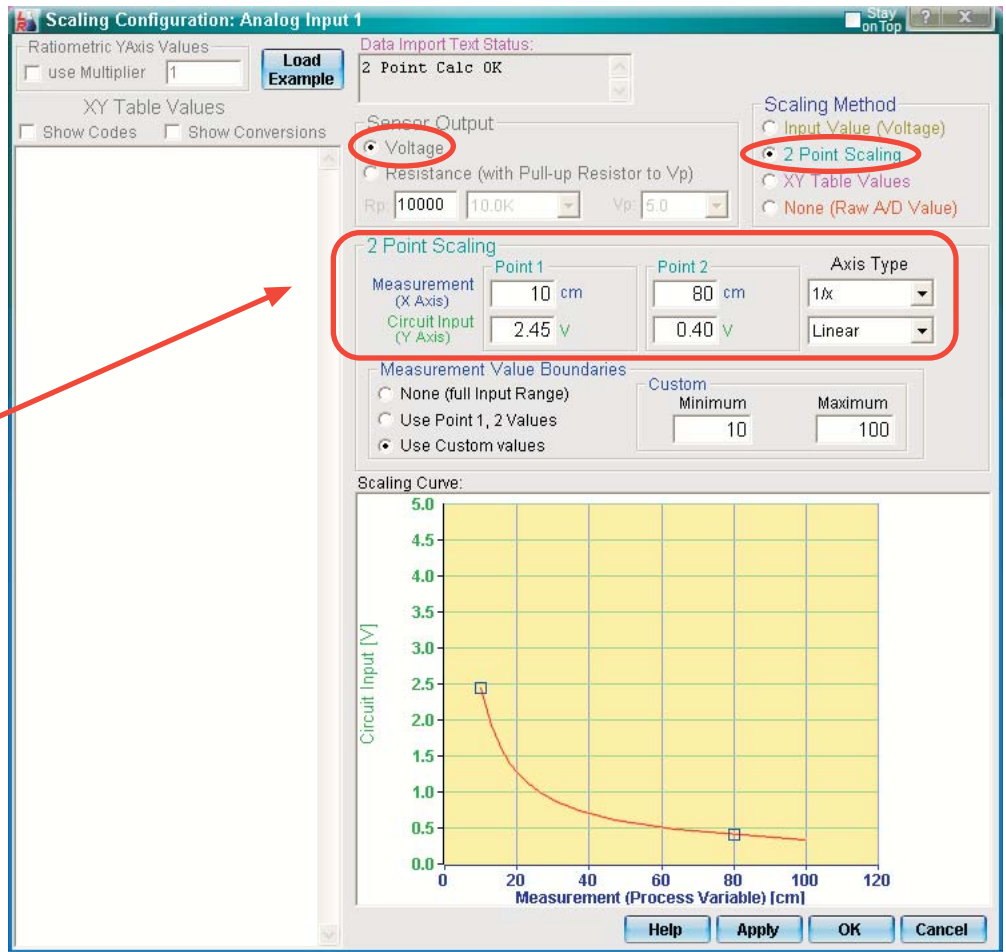 Scaling Configuration: Analog Input 1
Stay onTop
Ratiometric YAxis Values
use Multiplier 1
Load Example
Data Import Text Status:
2 Point Calc OK
XY Table Values
Show Codes Show Conversions
Sensor Output
Voltage
Resistance (with Pull-up Resistor to Vp)
Rp: 10000 10.0K Vp: 5.0
Scaling Method
Input Value (Voltage)
2 Point Scaling
XY Table Values
None (Raw A/D Value)
2 Point Scaling
Point 1 Point 2 Axis Type
Measurement (X Axis) 10 cm 80 cm 1/x
Circuit Input (Y Axis) 2.45 V 0.40 V Linear
Measurement Value Boundaries
None (full Input Range)
Use Point 1, 2 Values
Use Custom values
Custom
Minimum Maximum
10 100
Scaling Curve:
5.0
4.5
4.0
3.5
3.0
2.5
2.0
1.5
1.0
0.5
0.0
Circuit Input [V]
0 20 40 60 80 100 120
Measurement (Process Variable) [cm]
Help Apply OK Cancel